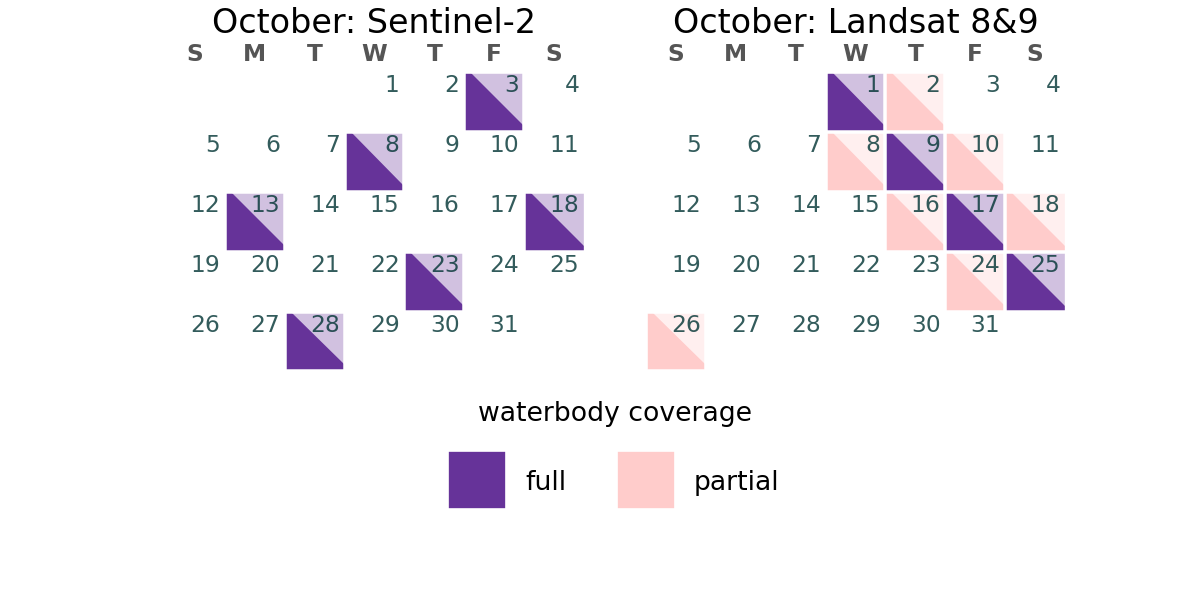 October: Sentinel-2
S M T W T F S
1 2 3 4
5 6 7 8 9 10 11
12 13 14 15 16 17 18
19 20 21 22 23 24 25
26 27 28 29 30 31
October: Landsat 8&9
S M T W T F S
1 2 3 4
5 6 7 8 9 10 11
12 13 14 15 16 17 18
19 20 21 22 23 24 25
26 27 28 29 30 31
waterbody coverage
full partial